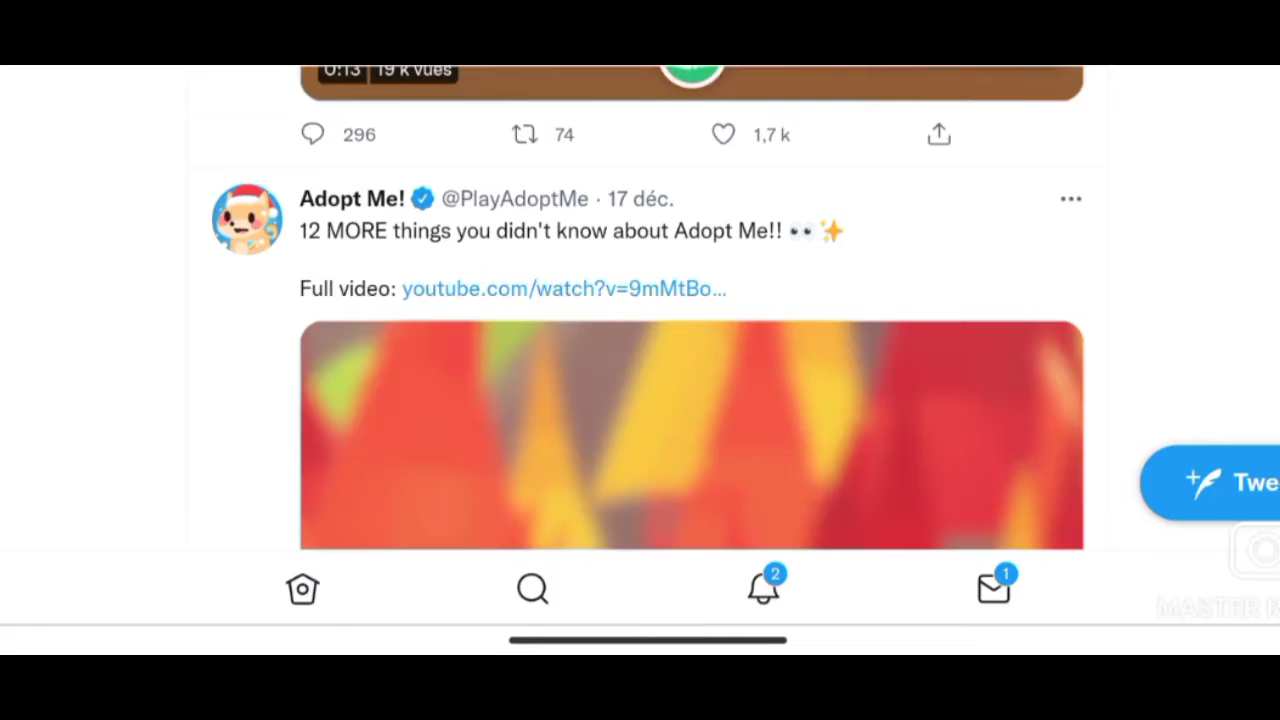 0:13 19 k vues
296 74 1,7 k
Adopt Me! @PlayAdoptMe · 17 déc.
12 MORE things you didn't know about Adopt Me!! 👀✨
Full video: youtube.com/watch?v=9mMtBo...
Twe
2 1
MASTER R